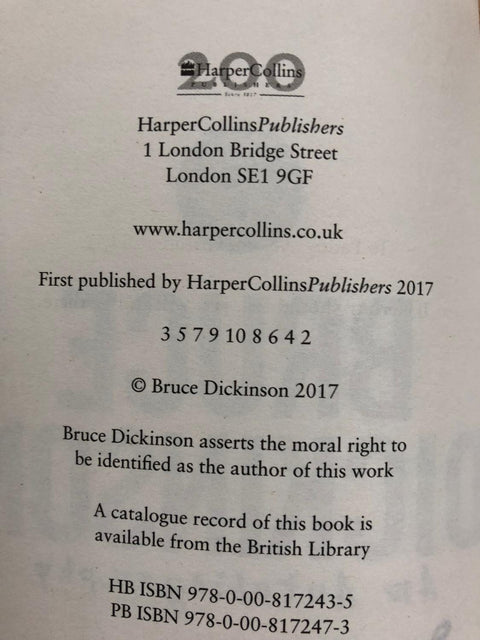 200
HarperCollins
PUBLISHERS
Since 1817
HarperCollinsPublishers
1 London Bridge Street
London SE1 9GF
www.harpercollins.co.uk
First published by HarperCollinsPublishers 2017
3 5 7 9 10 8 6 4 2
© Bruce Dickinson 2017
Bruce Dickinson asserts the moral right to
be identified as the author of this work
A catalogue record of this book is
available from the British Library
HB ISBN 978-0-00-817243-5
PB ISBN 978-0-00-817247-3